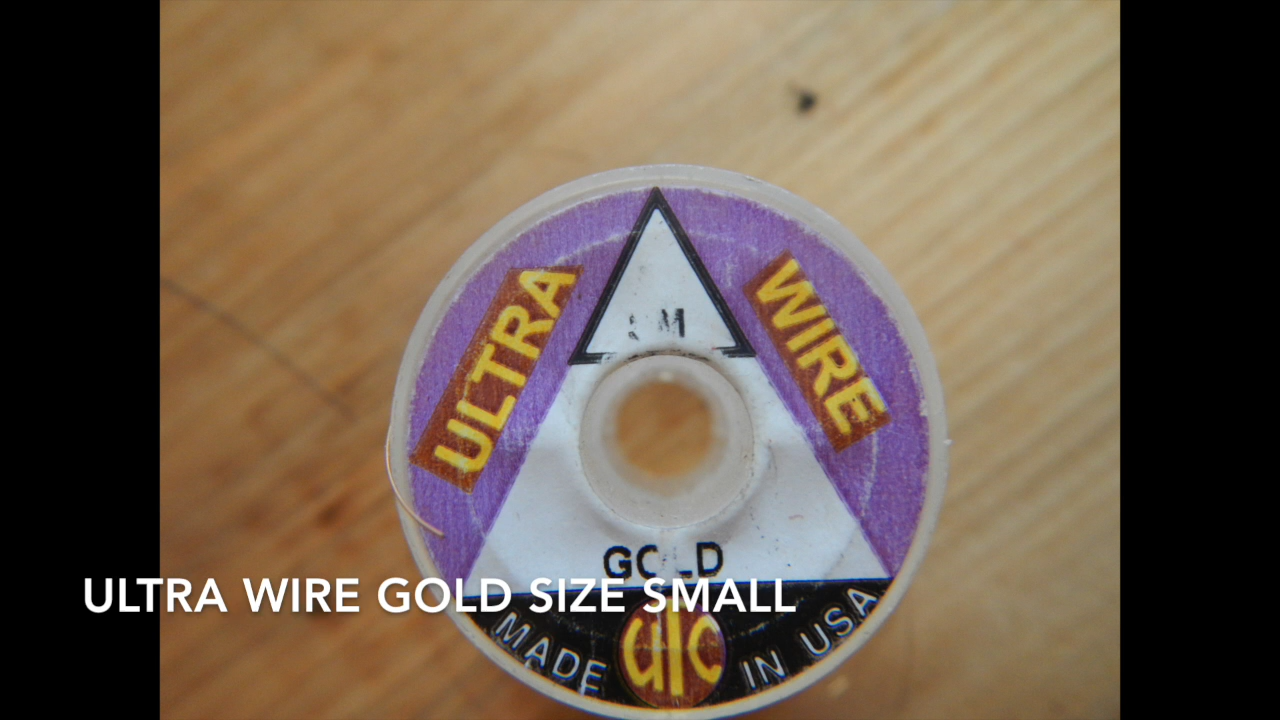 ULTRA
WIRE
GOLD
ULTRA WIRE GOLD SIZE SMALL
MADE
UTC
IN USA